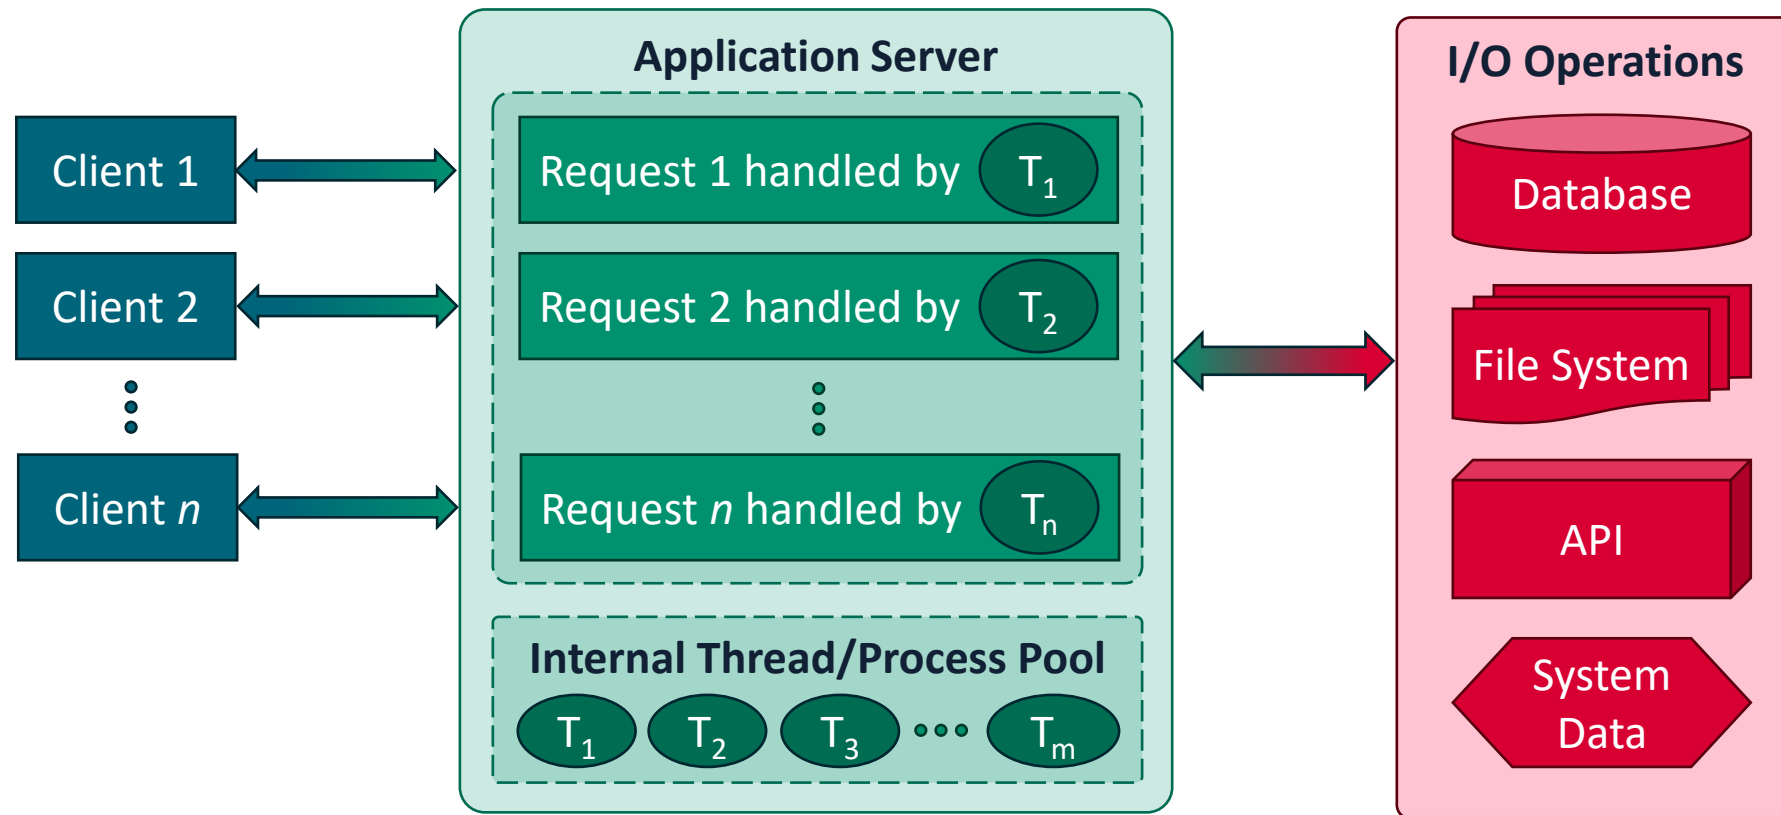 Application Server
I/O Operations
Client 1
Request 1 handled by T1
Database
Client 2
Request 2 handled by T2
File System
Client n
Request n handled by Tn
API
Internal Thread/Process Pool
T1 T2 T3 Tm
System
Data